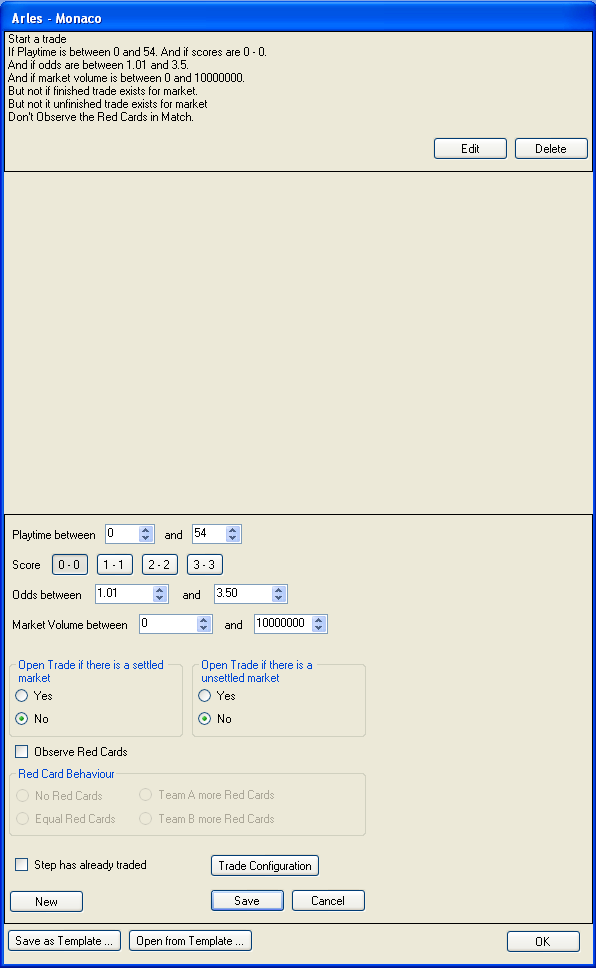 Arles - Monaco
Start a trade
If Playtime is between 0 and 54. And if scores are 0 - 0.
And if odds are between 1.01 and 3.5.
And if market volume is between 0 and 10000000.
But not if finished trade exists for market.
But not it unfinished trade exists for market
Don't Observe the Red Cards in Match.
Edit Delete
Playtime between 0 and 54
Score 0 - 0 1 - 1 2 - 2 3 - 3
Odds between 1.01 and 3.50
Market Volume between 0 and 10000000
Open Trade if there is a settled market
Yes
No
Open Trade if there is a unsettled market
Yes
No
Observe Red Cards
Red Card Behaviour
No Red Cards Team A more Red Cards
Equal Red Cards Team B more Red Cards
Step has already traded Trade Configuration
New Save Cancel
Save as Template ... Open from Template ... OK